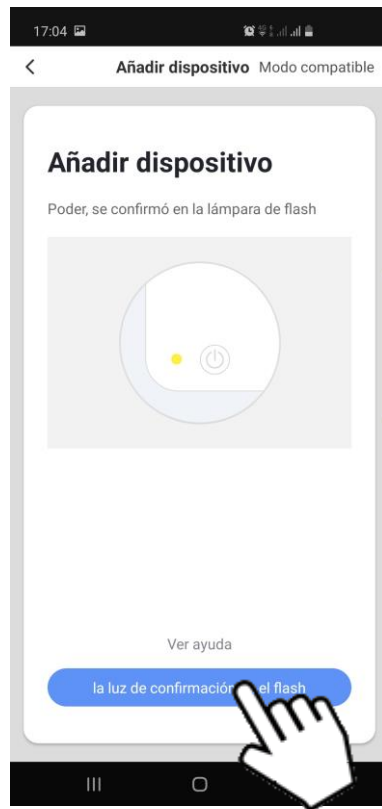 17:04
Añadir dispositivo Modo compatible
Añadir dispositivo
Poder, se confirmó en la lámpara de flash
Ver ayuda
la luz de confirmación el flash